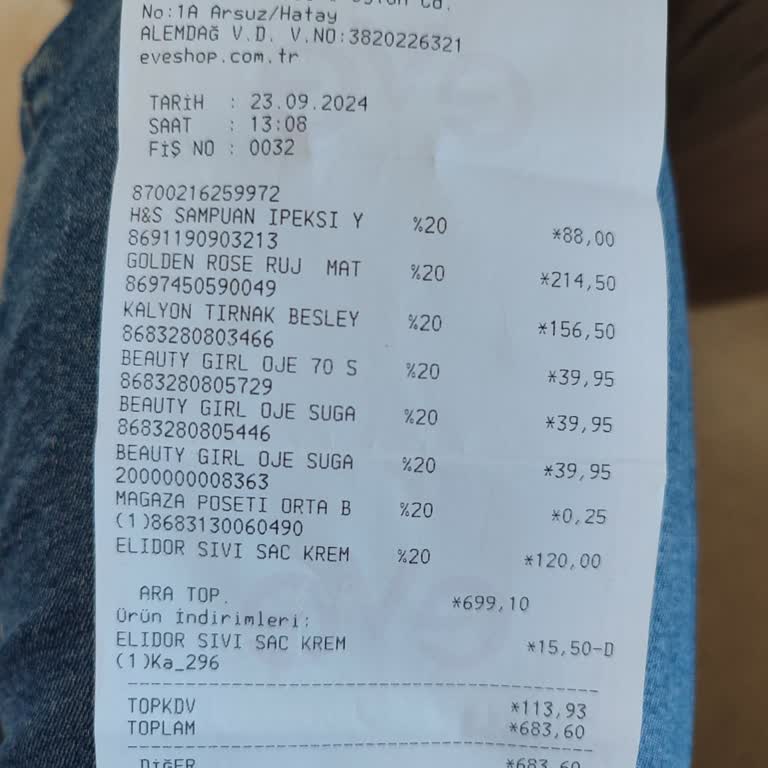 No:1A Arsuz/Hatay
ALEMDAĞ V.D. V.NO:3820226321
eveshop.com.tr
TARİH : 23.09.2024
SAAT : 13:08
FİŞ NO : 0032
8700216259972
H&S SAMPUAN IPEKSI Y %20 *88,00
8691190903213
GOLDEN ROSE RUJ MAT %20 *214,50
8697450590049
KALYON TIRNAK BESLEY %20 *156,50
8683280803466
BEAUTY GIRL OJE 70 S %20 *39,95
8683280805729
BEAUTY GIRL OJE SUGA %20 *39,95
8683280805446
BEAUTY GIRL OJE SUGA %20 *39,95
2000000008363
MAGAZA POSETI ORTA B %20 *0,25
(1)8683130060490
ELIDOR SIVI SAC KREM %20 *120,00
ARA TOP. *699,10
Ürün İndirimleri:
ELIDOR SIVI SAC KREM *15,50-D
(1)Ka_296
TOPKDV *113,93
TOPLAM *683,60
DİĞER *683,60